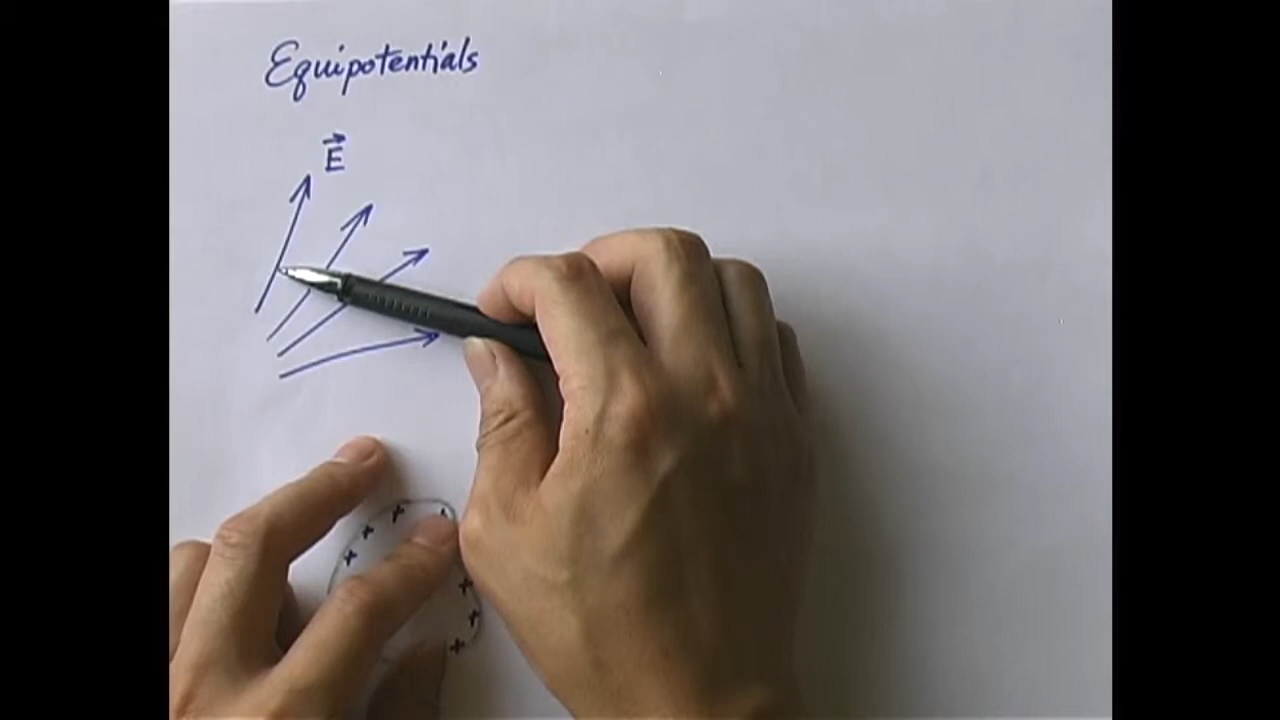 Equipotentials
E⃗
+ + + +
+ + +